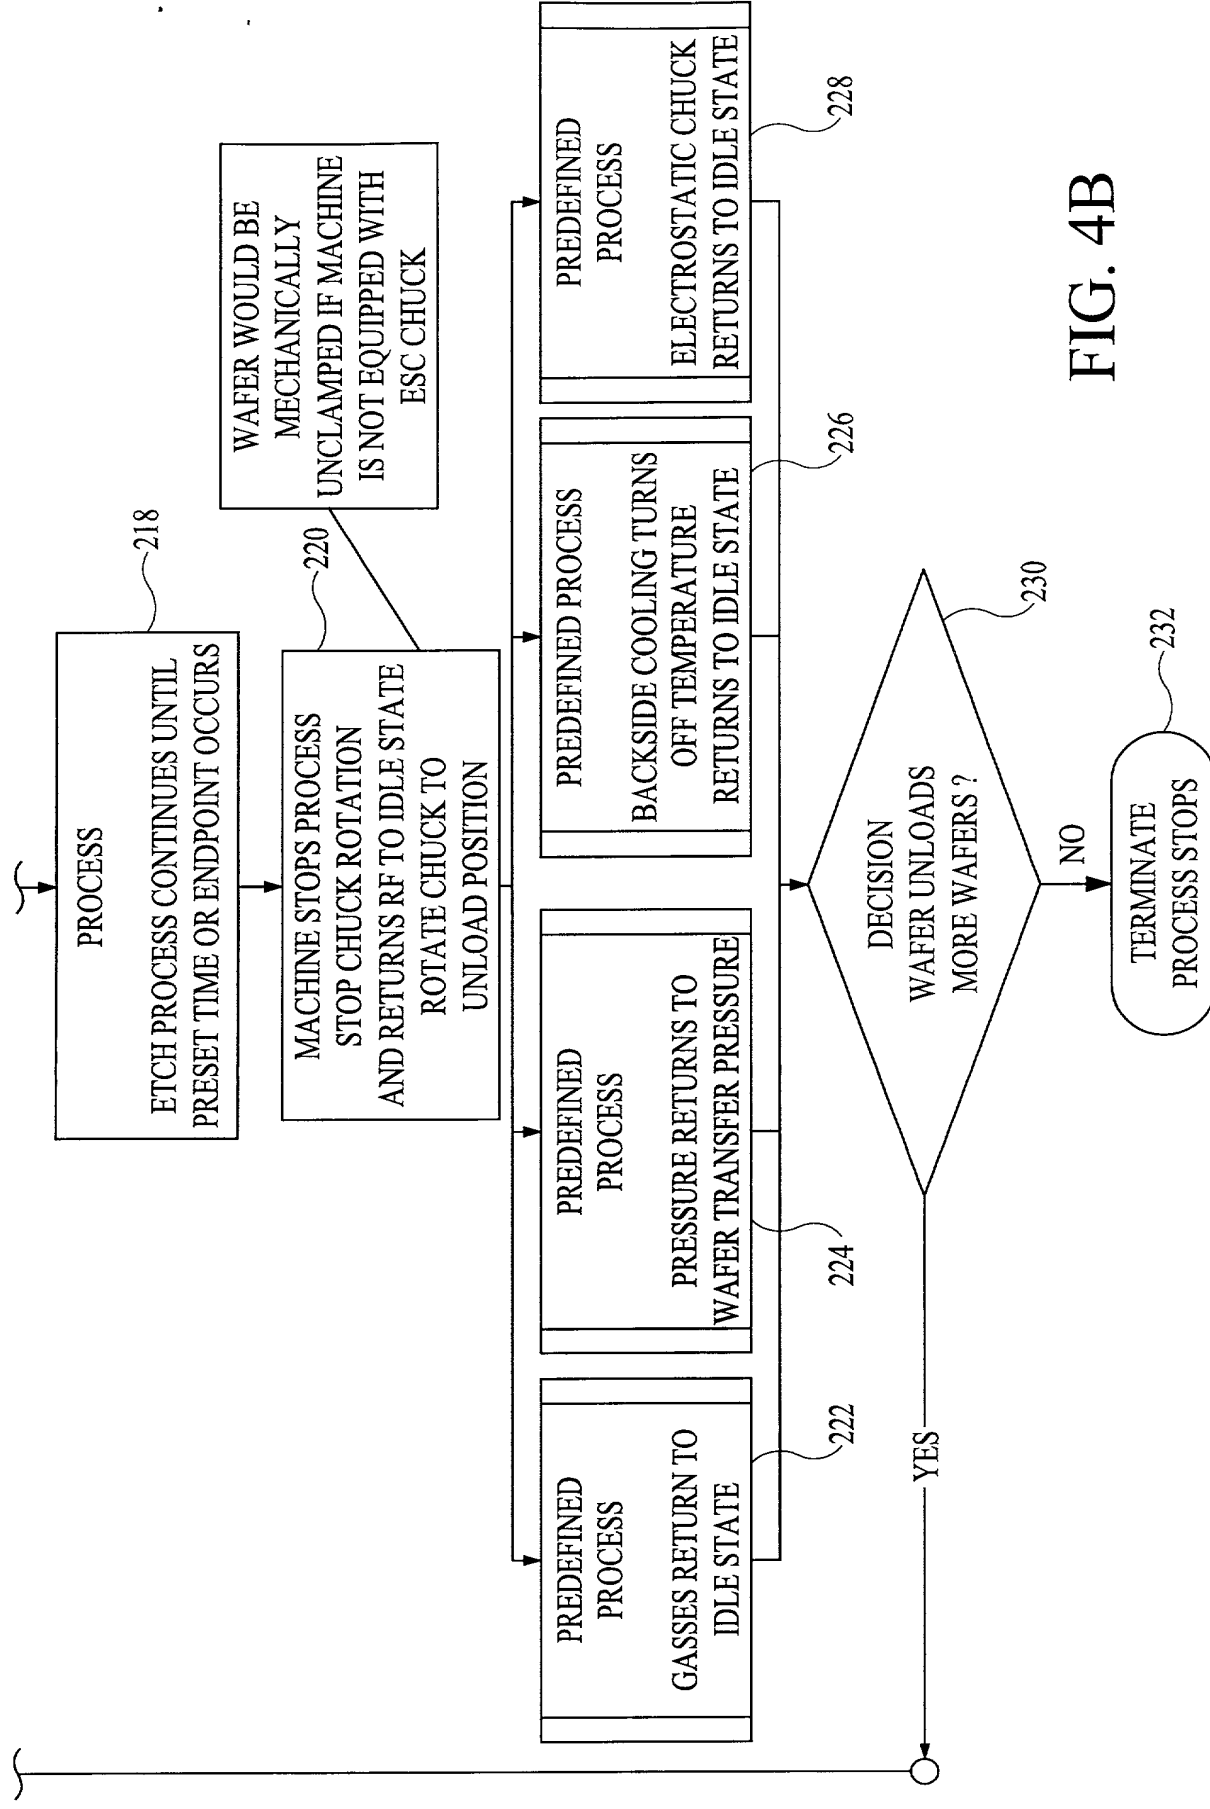 PROCESS
ETCH PROCESS CONTINUES UNTIL
PRESET TIME OR ENDPOINT OCCURS
218
MACHINE STOPS PROCESS
STOP CHUCK ROTATION
AND RETURNS RF TO IDLE STATE
ROTATE CHUCK TO
UNLOAD POSITION
220
WAFER WOULD BE
MECHANICALLY
UNCLAMPED IF MACHINE
IS NOT EQUIPPED WITH
ESC CHUCK
PREDEFINED
PROCESS
GASSES RETURN TO
IDLE STATE
222
PREDEFINED
PROCESS
PRESSURE RETURNS TO
WAFER TRANSFER PRESSURE
224
PREDEFINED PROCESS
BACKSIDE COOLING TURNS
OFF TEMPERATURE
RETURNS TO IDLE STATE
226
PREDEFINED
PROCESS
ELECTROSTATIC CHUCK
RETURNS TO IDLE STATE
228
DECISION
WAFER UNLOADS
MORE WAFERS ?
230
YES
NO
TERMINATE
PROCESS STOPS
232
FIG. 4B